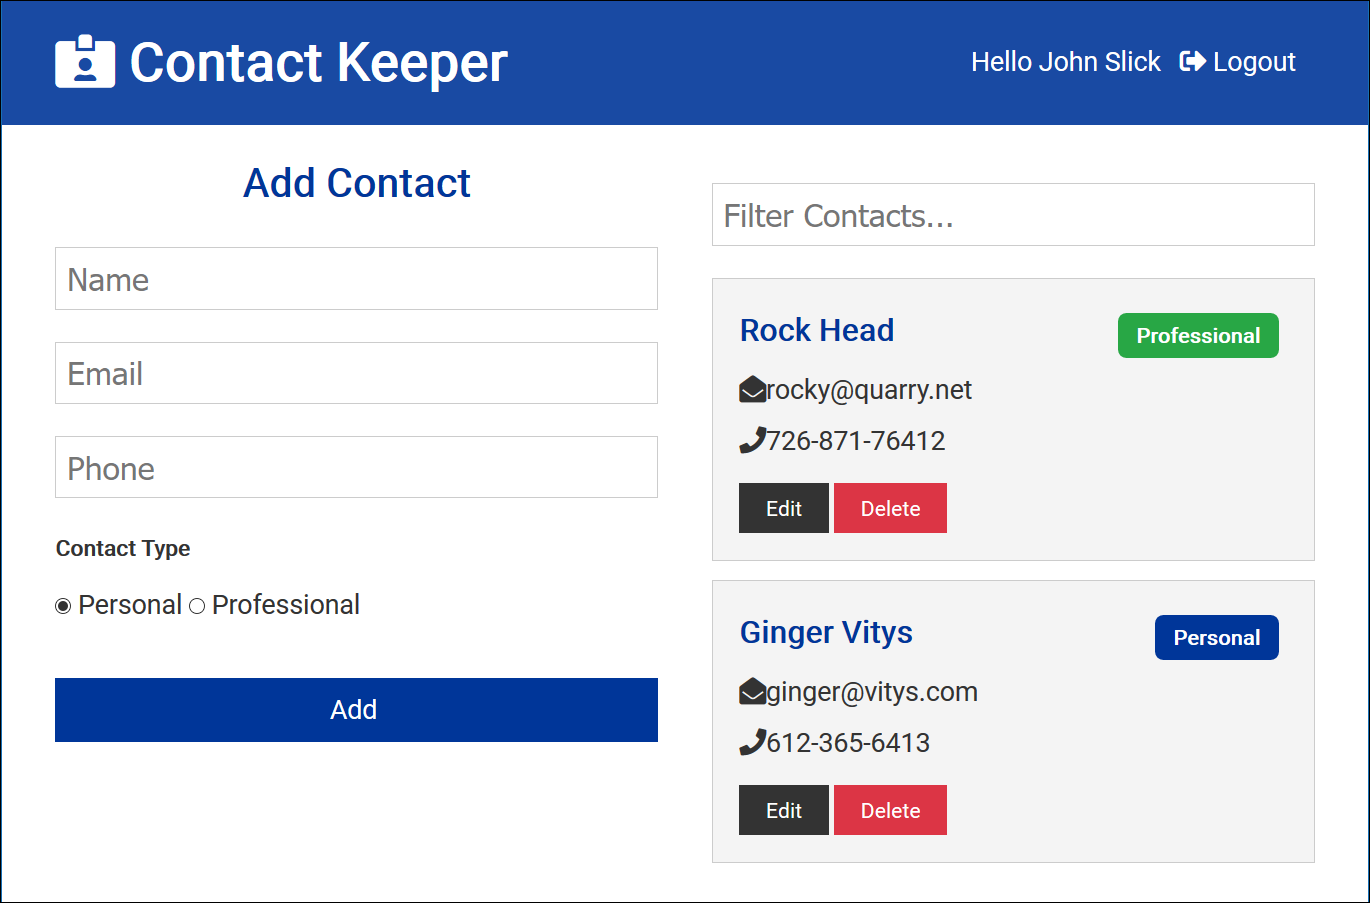 Contact Keeper
Hello John Slick Logout
Add Contact
Name
Email
Phone
Contact Type
Personal Professional
Add
Filter Contacts...
Rock Head
Professional
rocky@quarry.net
726-871-76412
Edit Delete
Ginger Vitys
Personal
ginger@vitys.com
612-365-6413
Edit Delete